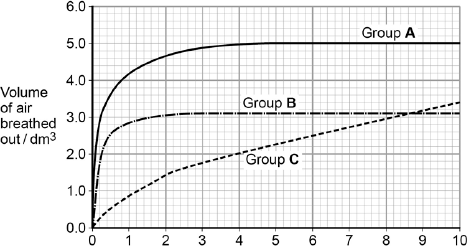 6.0
5.0
4.0
3.0
2.0
1.0
0.0
Volume
of air
breathed
out / dm³
Group A
Group B
Group C
0 1 2 3 4 5 6 7 8 9 10